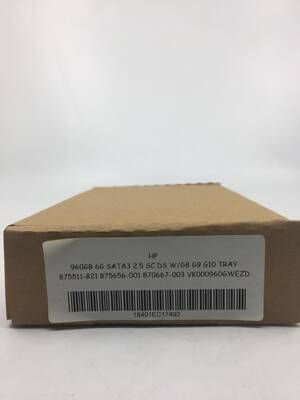 HP
960GB 6G SATA3 2.5 SC DS W/G8 G9 G10 TRAY
875511-B21 875656-001 870667-003 VK000960GWEZD
16401EC17492